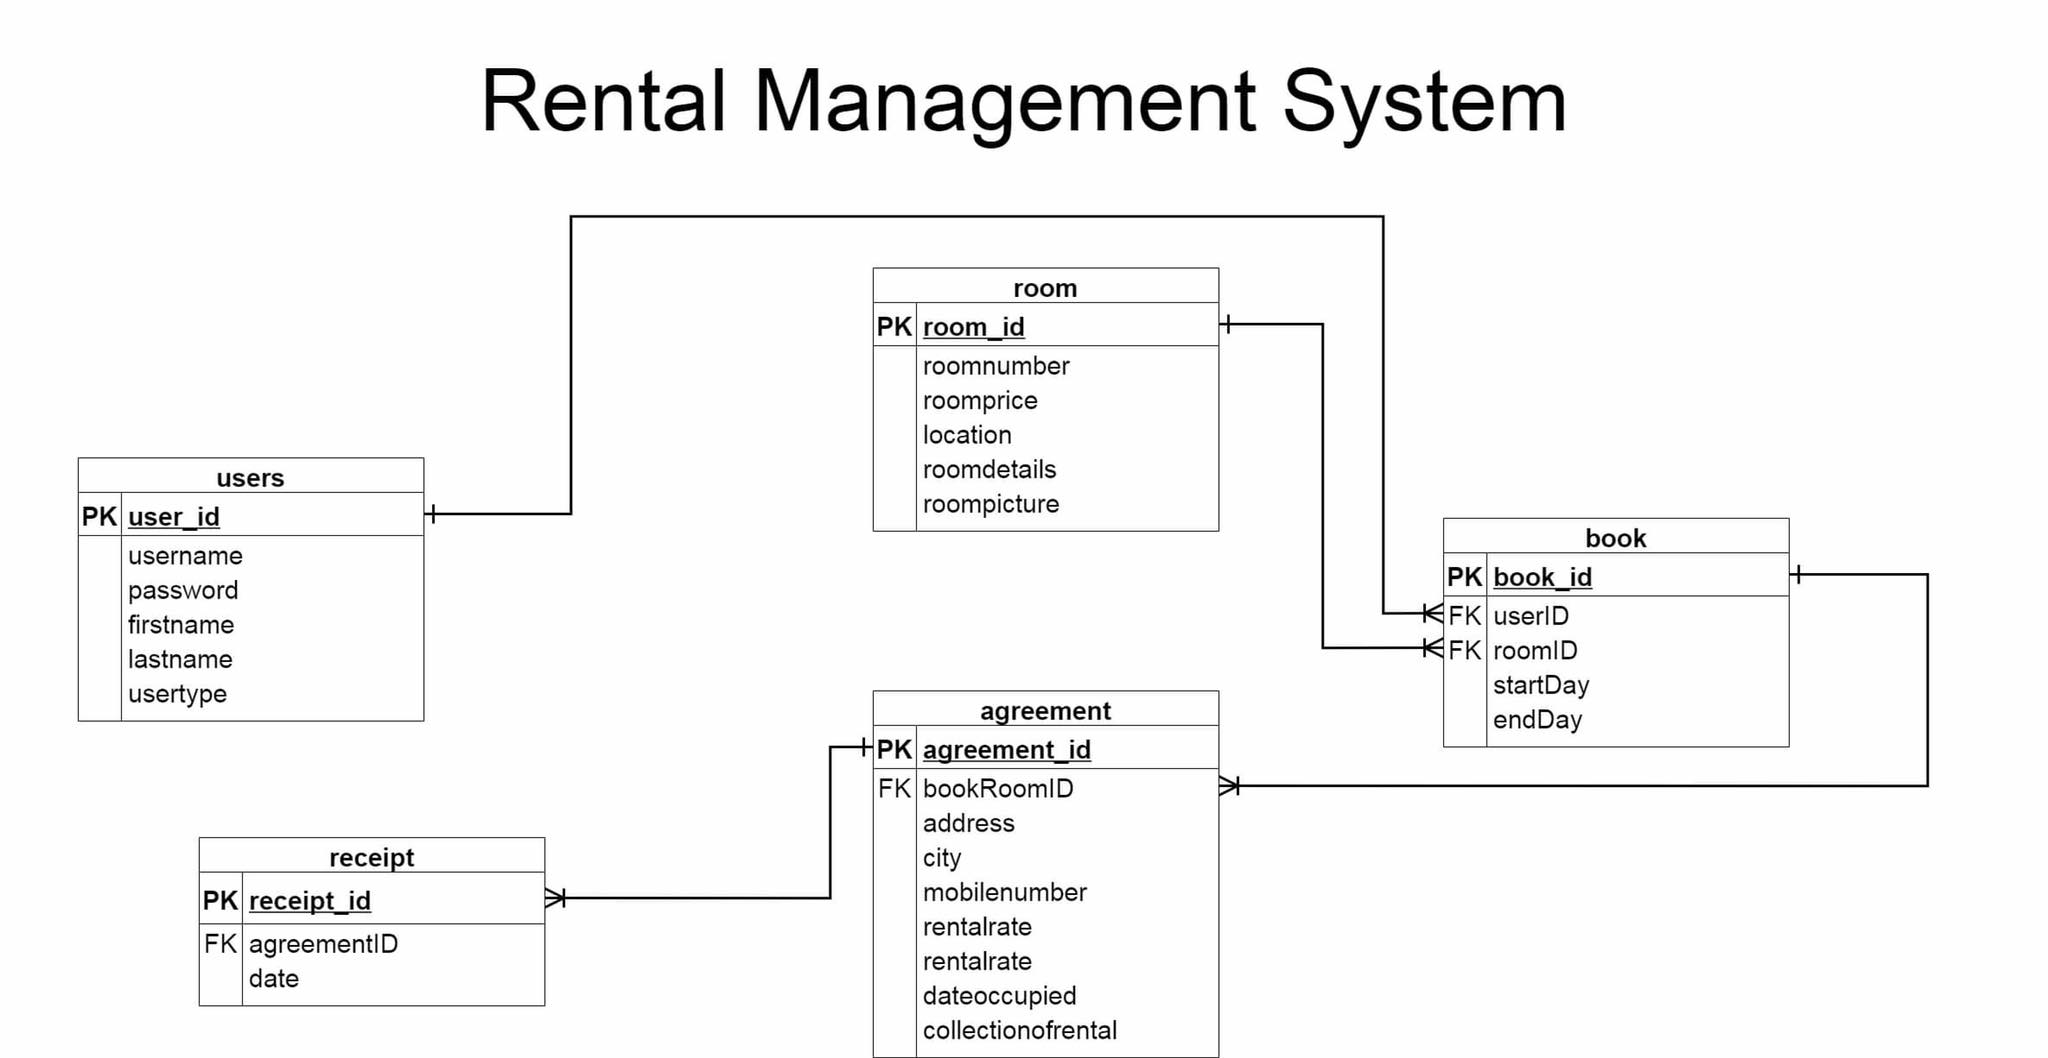 Rental Management System
users
PK user_id
username
password
firstname
lastname
usertype
room
PK room_id
roomnumber
roomprice
location
roomdetails
roompicture
book
PK book_id
FK userID
FK roomID
startDay
endDay
agreement
PK agreement_id
FK bookRoomID
address
city
mobilenumber
rentalrate
rentalrate
dateoccupied
collectionofrental
receipt
PK receipt_id
FK agreementID
date